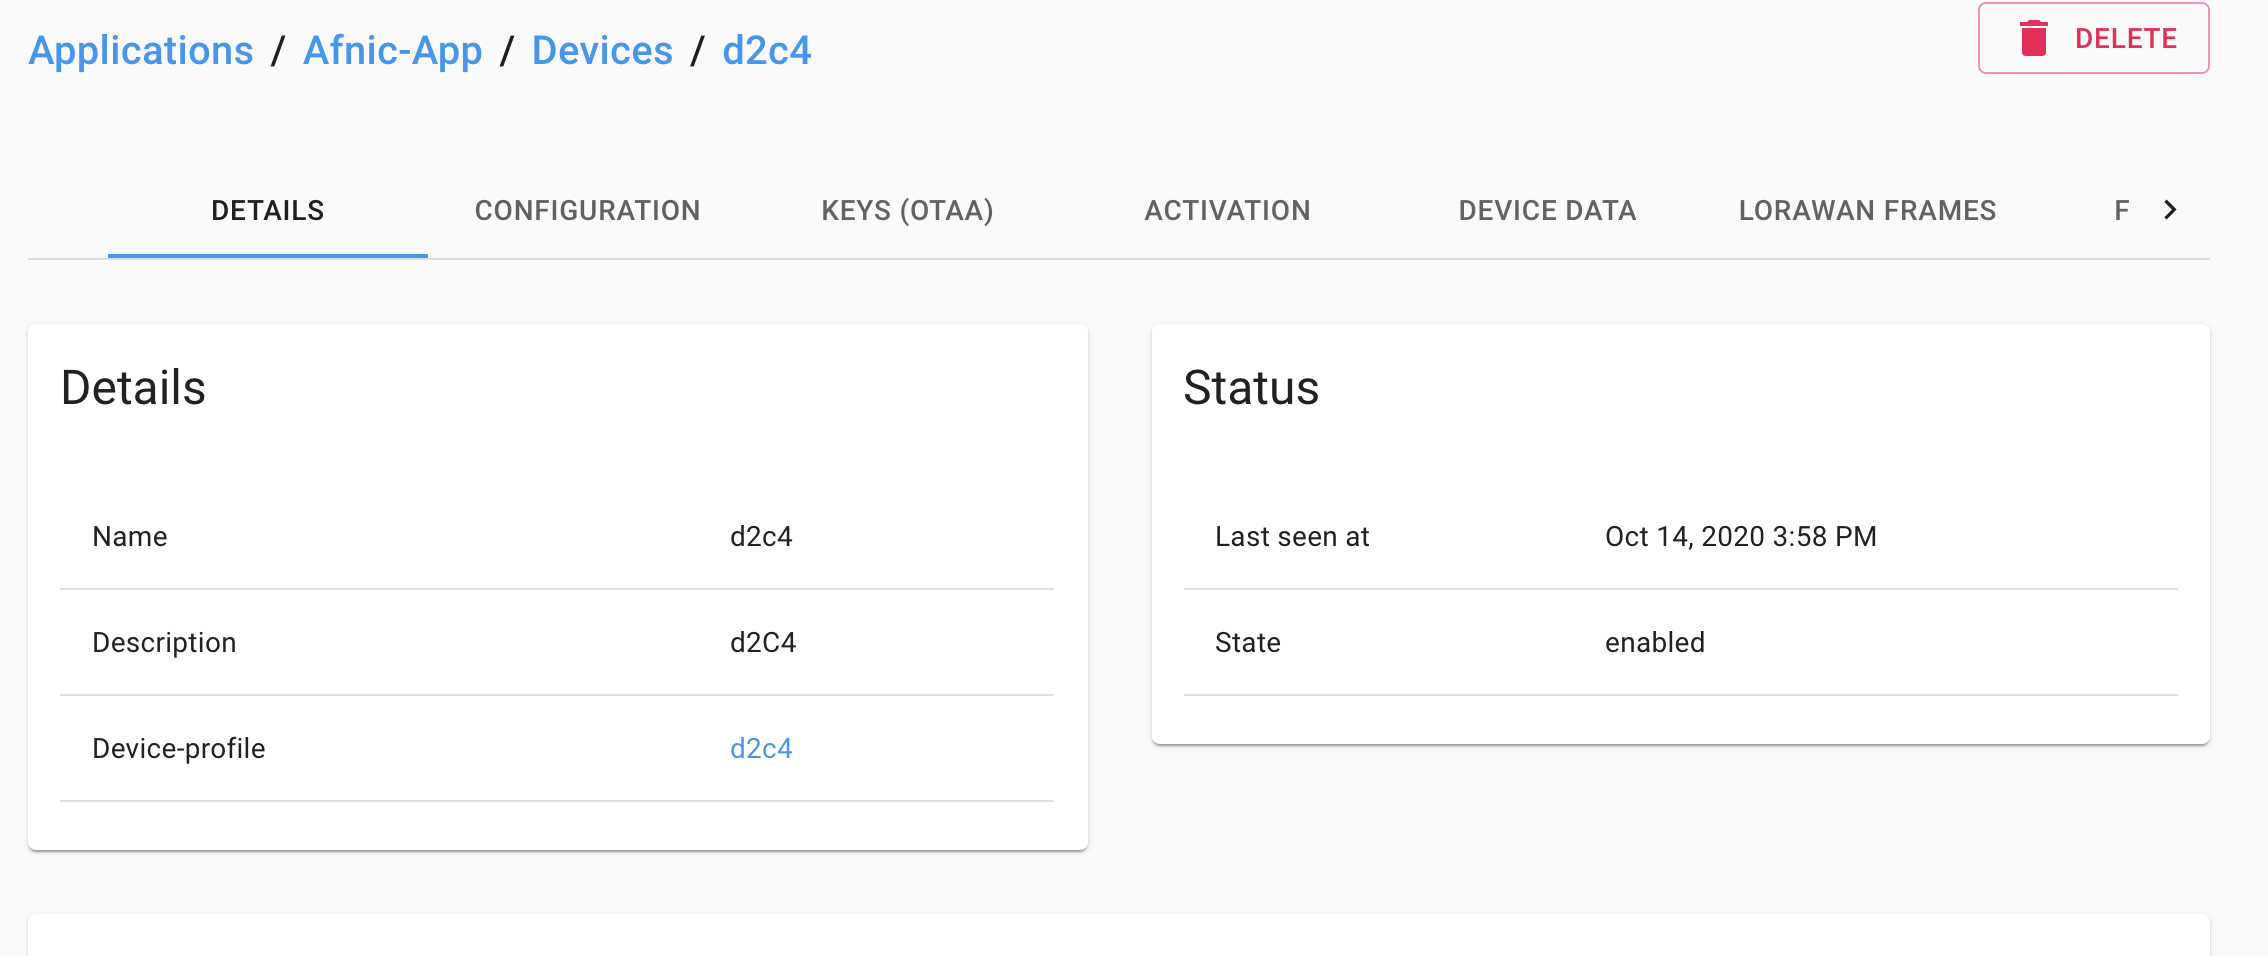 Applications / Afnic-App / Devices / d2c4
DELETE
DETAILS CONFIGURATION KEYS (OTAA) ACTIVATION DEVICE DATA LORAWAN FRAMES F
Details
Name d2c4
Description d2C4
Device-profile d2c4
Status
Last seen at Oct 14, 2020 3:58 PM
State enabled